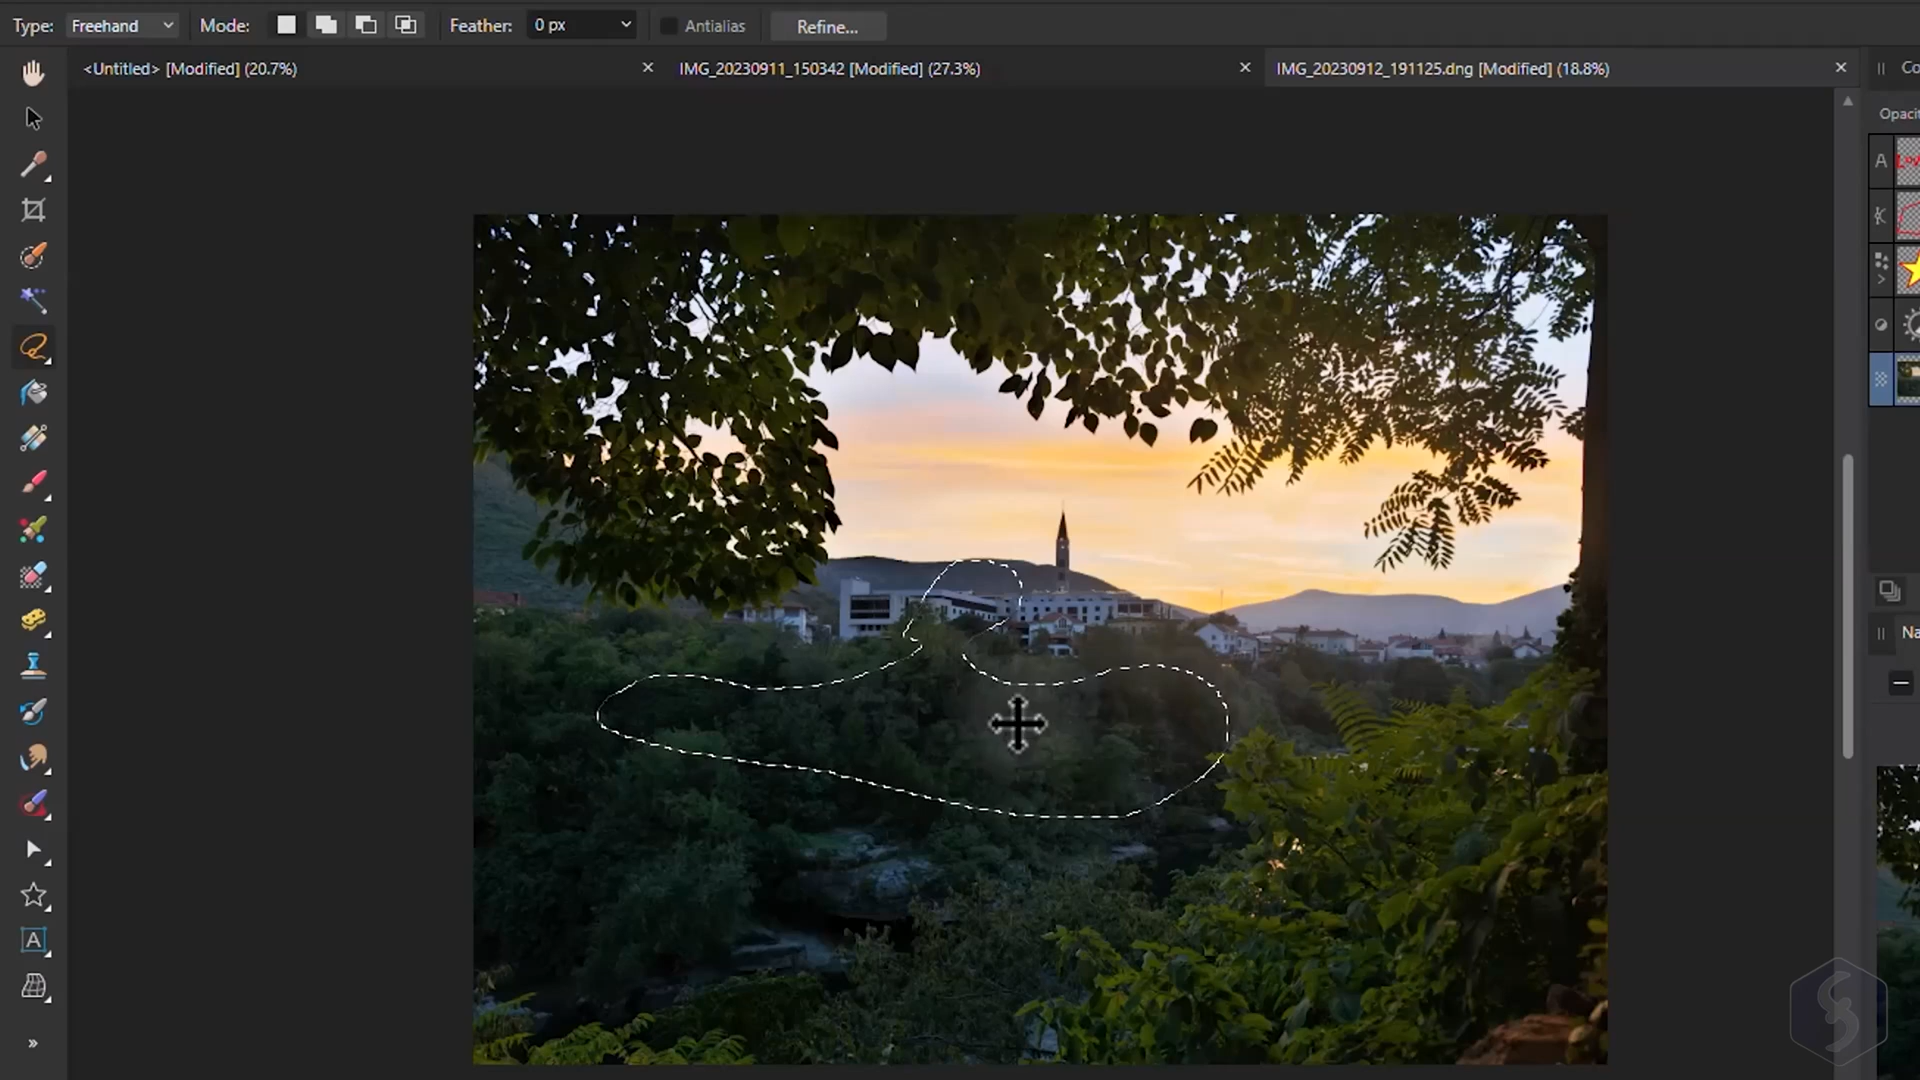 Type: Freehand Mode: Feather: 0 px Antialias Refine...
<Untitled> [Modified] (20.7%) IMG_20230911_150342 [Modified] (27.3%) IMG_20230912_191125.dng [Modified] (18.8%) Co
Opacit
A
Na
A